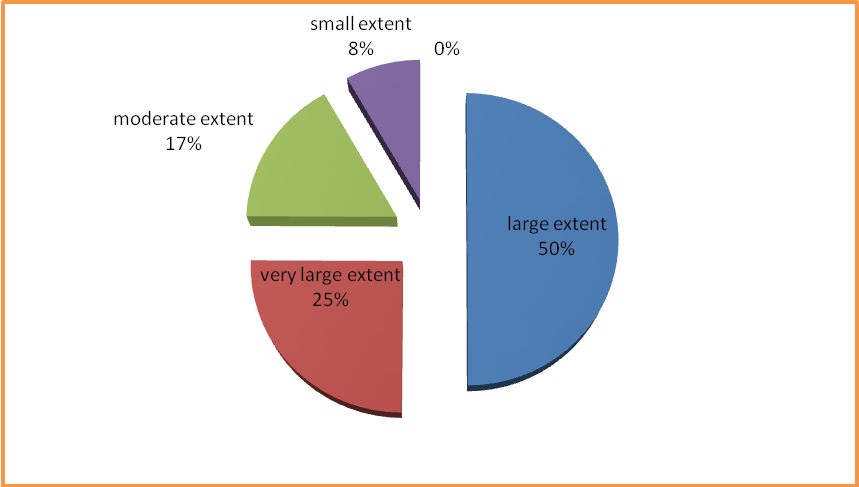 small extent
8%
0%
moderate extent
17%
large extent
50%
very large extent
25%